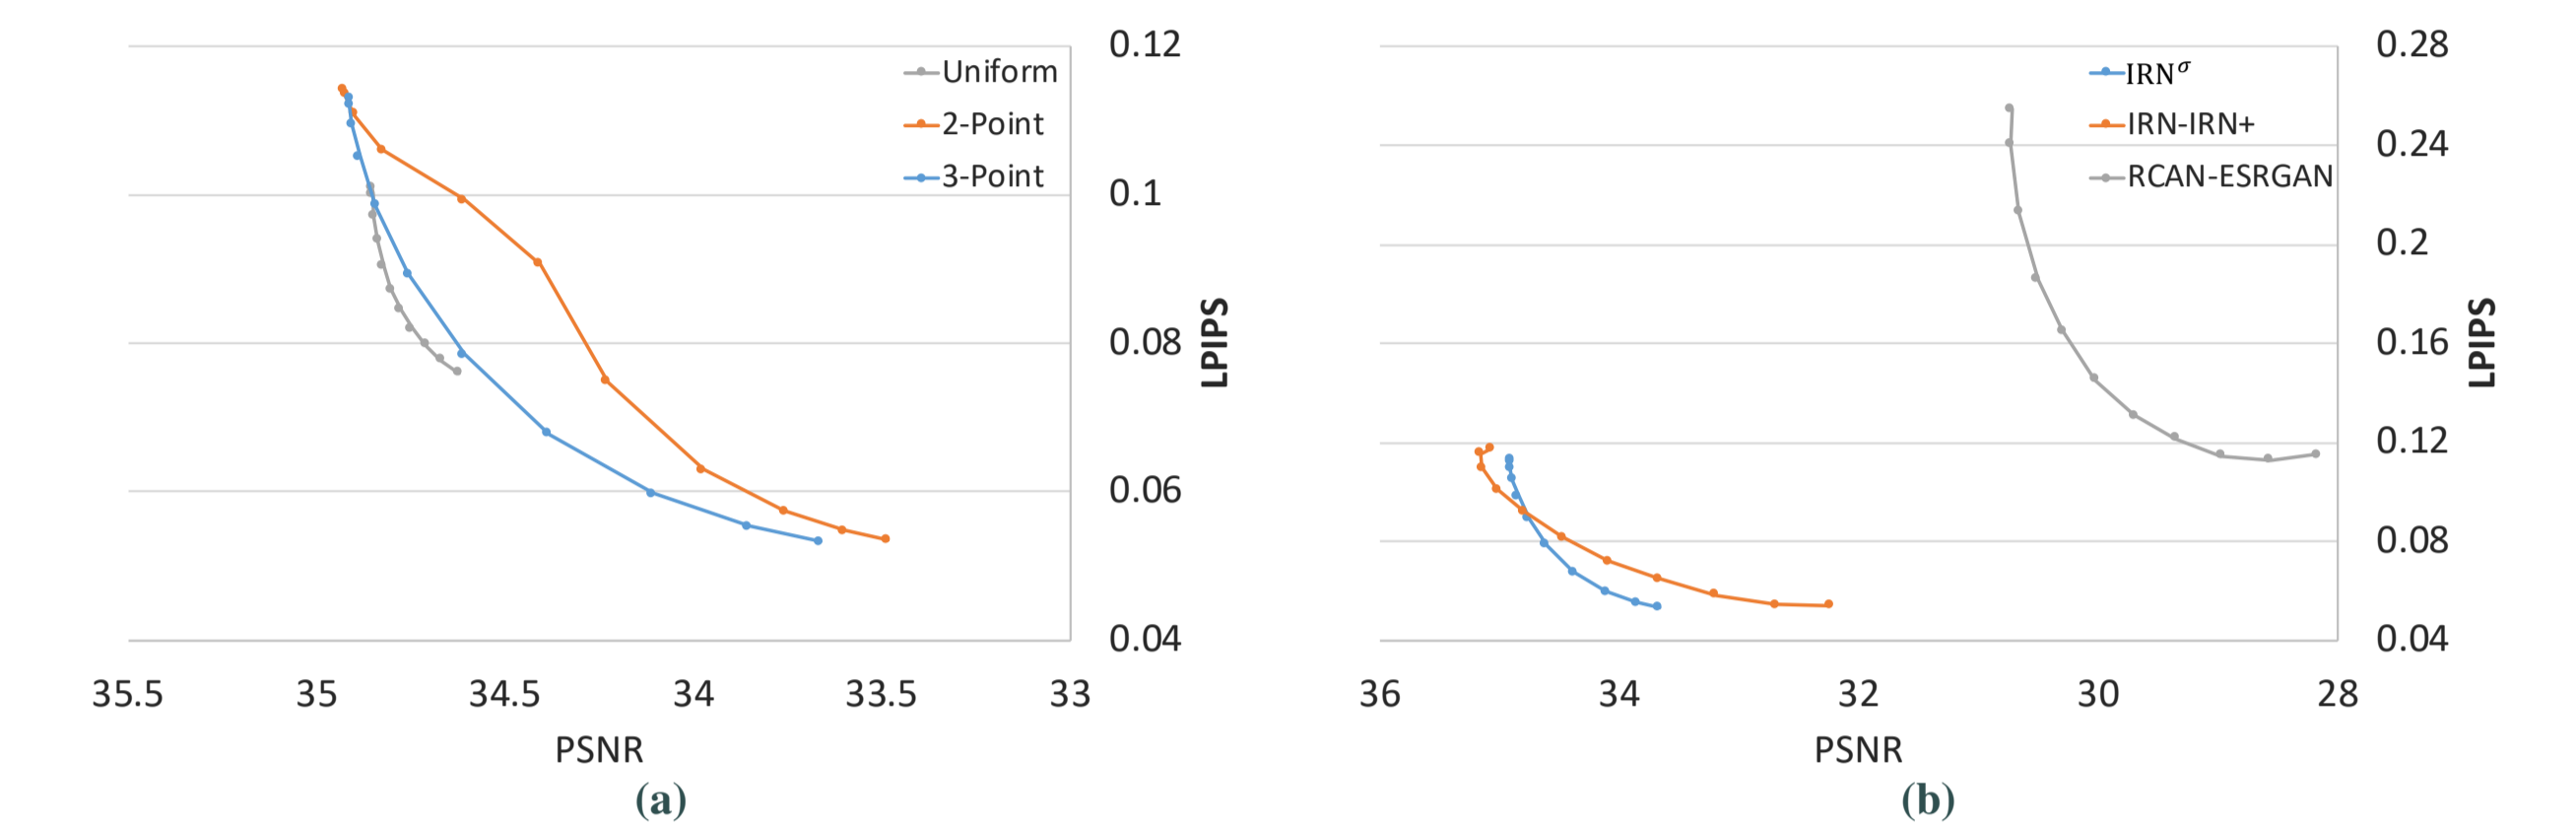 0.12
Uniform
2-Point
0.1
3-Point
0.08
LPIPS
0.06
0.04
35.5 35 34.5 34 33.5 33
PSNR
(a)
0.28
IRN^σ
IRN-IRN+
0.24
RCAN-ESRGAN
0.2
0.16
LPIPS
0.12
0.08
0.04
36 34 32 30 28
PSNR
(b)